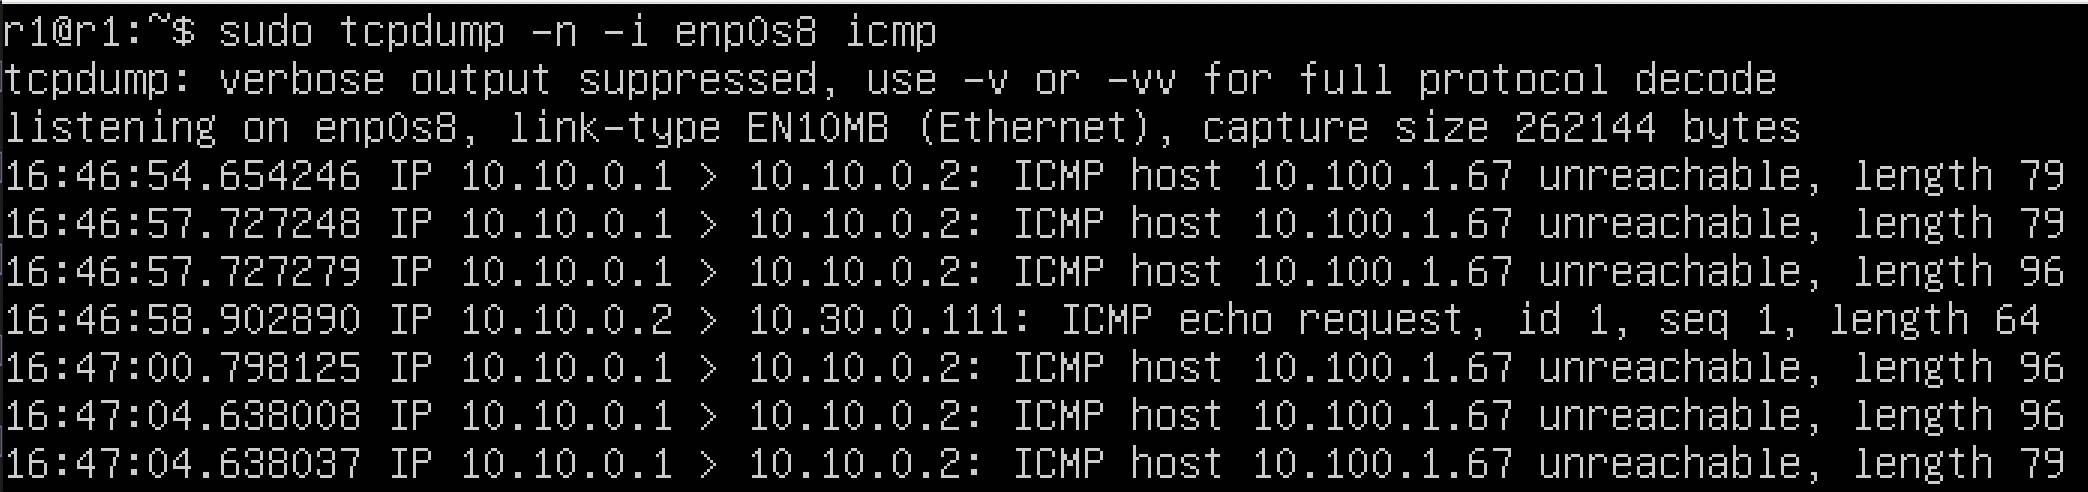 r1@r1:~$ sudo tcpdump -n -i enp0s8 icmp
tcpdump: verbose output suppressed, use -v or -vv for full protocol decode
listening on enp0s8, link-type EN10MB (Ethernet), capture size 262144 bytes
16:46:54.654246 IP 10.10.0.1 > 10.10.0.2: ICMP host 10.100.1.67 unreachable, length 79
16:46:57.727248 IP 10.10.0.1 > 10.10.0.2: ICMP host 10.100.1.67 unreachable, length 79
16:46:57.727279 IP 10.10.0.1 > 10.10.0.2: ICMP host 10.100.1.67 unreachable, length 96
16:46:58.902890 IP 10.10.0.2 > 10.30.0.111: ICMP echo request, id 1, seq 1, length 64
16:47:00.798125 IP 10.10.0.1 > 10.10.0.2: ICMP host 10.100.1.67 unreachable, length 96
16:47:04.638008 IP 10.10.0.1 > 10.10.0.2: ICMP host 10.100.1.67 unreachable, length 96
16:47:04.638037 IP 10.10.0.1 > 10.10.0.2: ICMP host 10.100.1.67 unreachable, length 79